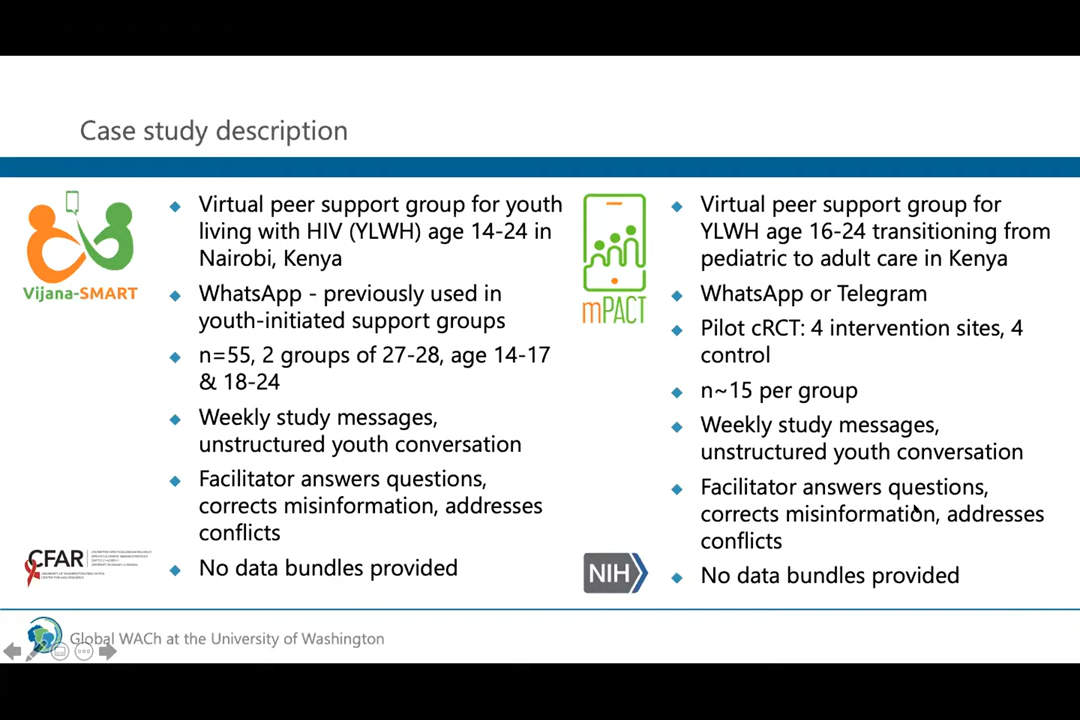 Case study description
Vijana-SMART
Virtual peer support group for youth
living with HIV (YLWH) age 14-24 in
Nairobi, Kenya
WhatsApp - previously used in
youth-initiated support groups
n=55, 2 groups of 27-28, age 14-17
& 18-24
Weekly study messages,
unstructured youth conversation
Facilitator answers questions,
corrects misinformation, addresses
conflicts
No data bundles provided
CFAR
mPACT
Virtual peer support group for
YLWH age 16-24 transitioning from
pediatric to adult care in Kenya
WhatsApp or Telegram
Pilot cRCT: 4 intervention sites, 4
control
n~15 per group
Weekly study messages,
unstructured youth conversation
Facilitator answers questions,
corrects misinformation, addresses
conflicts
No data bundles provided
NIH
Global WACh at the University of Washington